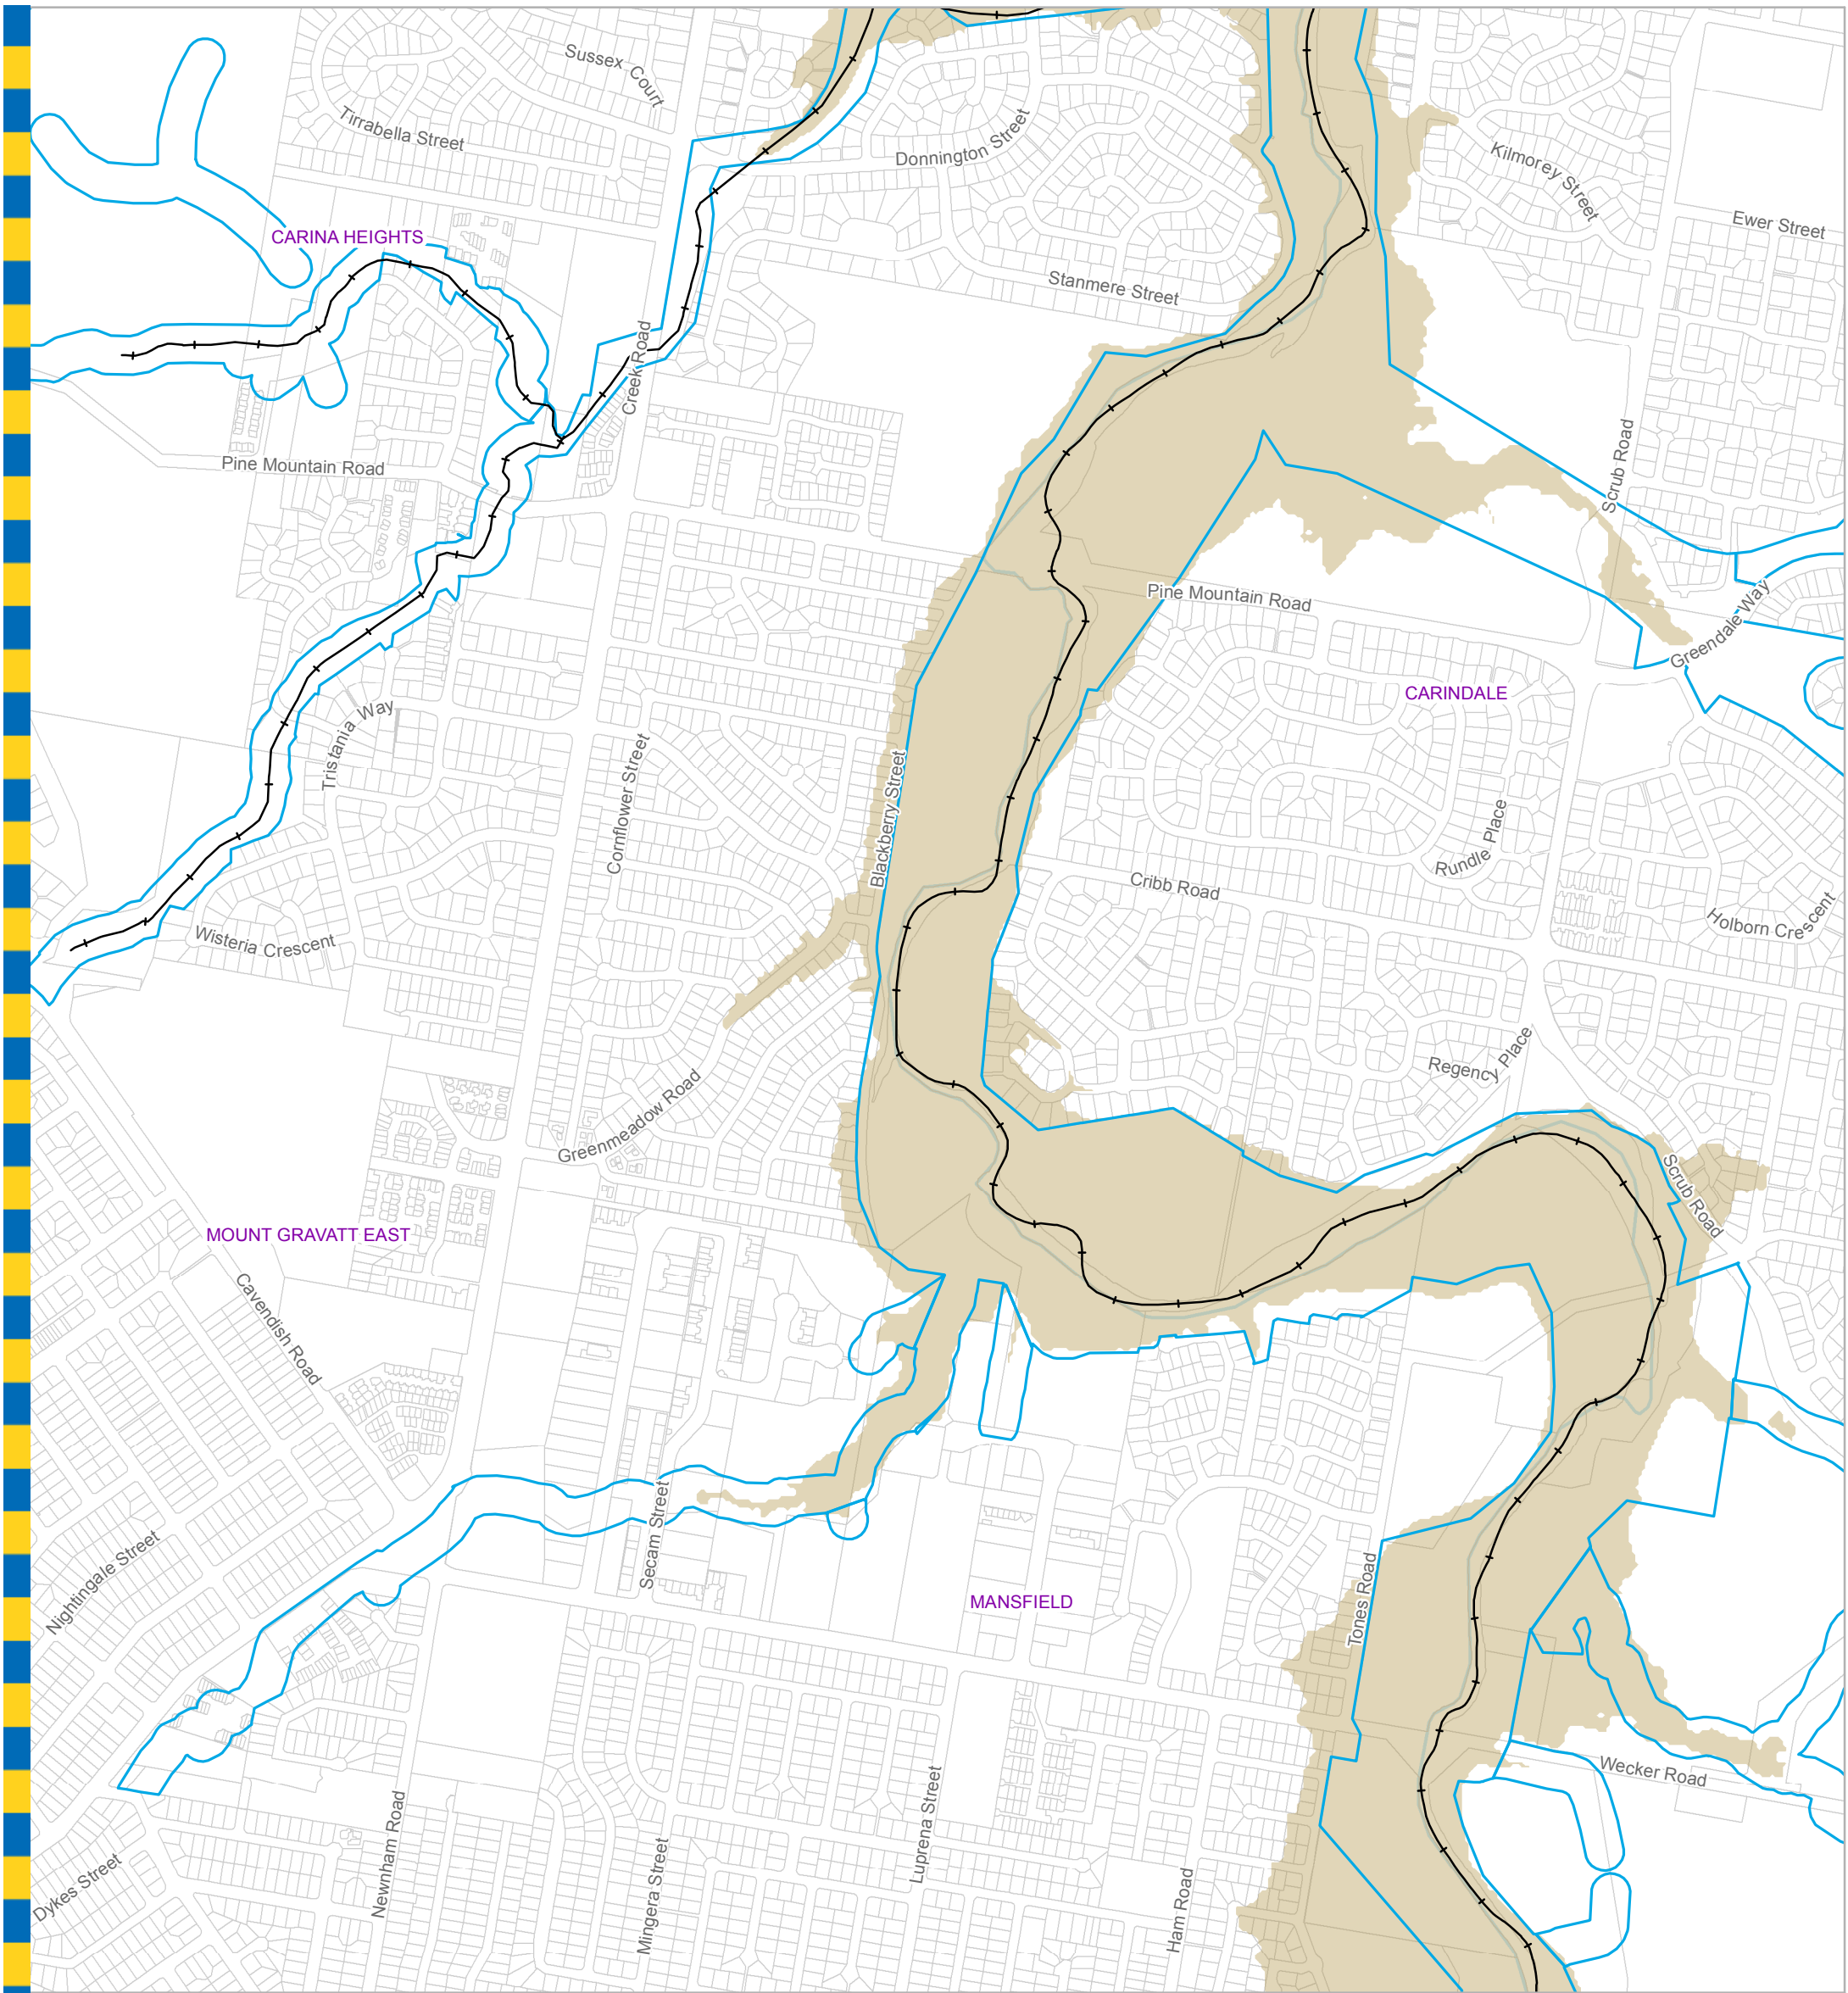 Sussex Court
Tirrabella Street
Donnington Street
Kilmorey Street
Ewer Street
CARINA HEIGHTS
Stanmere Street
Creek Road
Scrub Road
Pine Mountain Road
Pine Mountain Road
Greendale Way
CARINDALE
Tristania Way
Cornflower Street
Blackberry Street
Rundle Place
Cribb Road
Holborn Crescent
Wisteria Crescent
Regency Place
Greenmeadow Road
Scrub Road
MOUNT GRAVATT EAST
Cavendish Road
Secam Street
Nightingale Street
MANSFIELD
Tones Road
Wecker Road
Luprena Street
Newnham Road
Mingera Street
Dykes Street
Ham Road